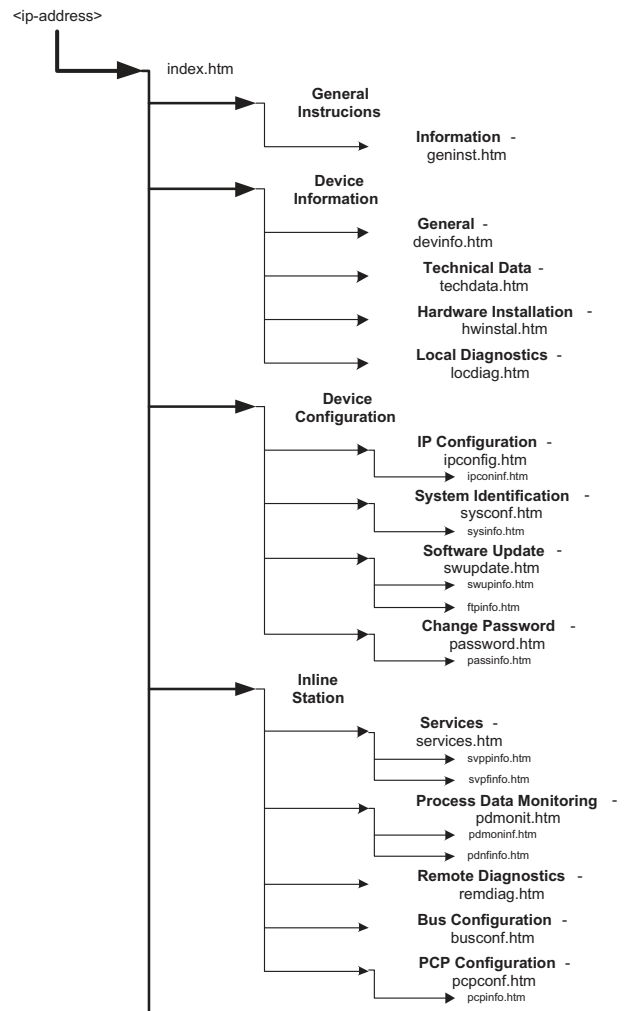 <ip-address>
index.htm
General
Instrucions
Information -
geninst.htm
Device
Information
General -
devinfo.htm
Technical Data -
techdata.htm
Hardware Installation -
hwinstal.htm
Local Diagnostics -
locdiag.htm
Device
Configuration
IP Configuration -
ipconfig.htm
ipconinf.htm
System Identification -
sysconf.htm
sysinfo.htm
Software Update -
swupdate.htm
swupinfo.htm
ftpinfo.htm
Change Password -
password.htm
passinfo.htm
Inline
Station
Services -
services.htm
svppinfo.htm
svpfinfo.htm
Process Data Monitoring -
pdmonit.htm
pdmoninf.htm
pdnfinfo.htm
Remote Diagnostics -
remdiag.htm
Bus Configuration -
busconf.htm
PCP Configuration -
pcpconf.htm
pcpinfo.htm